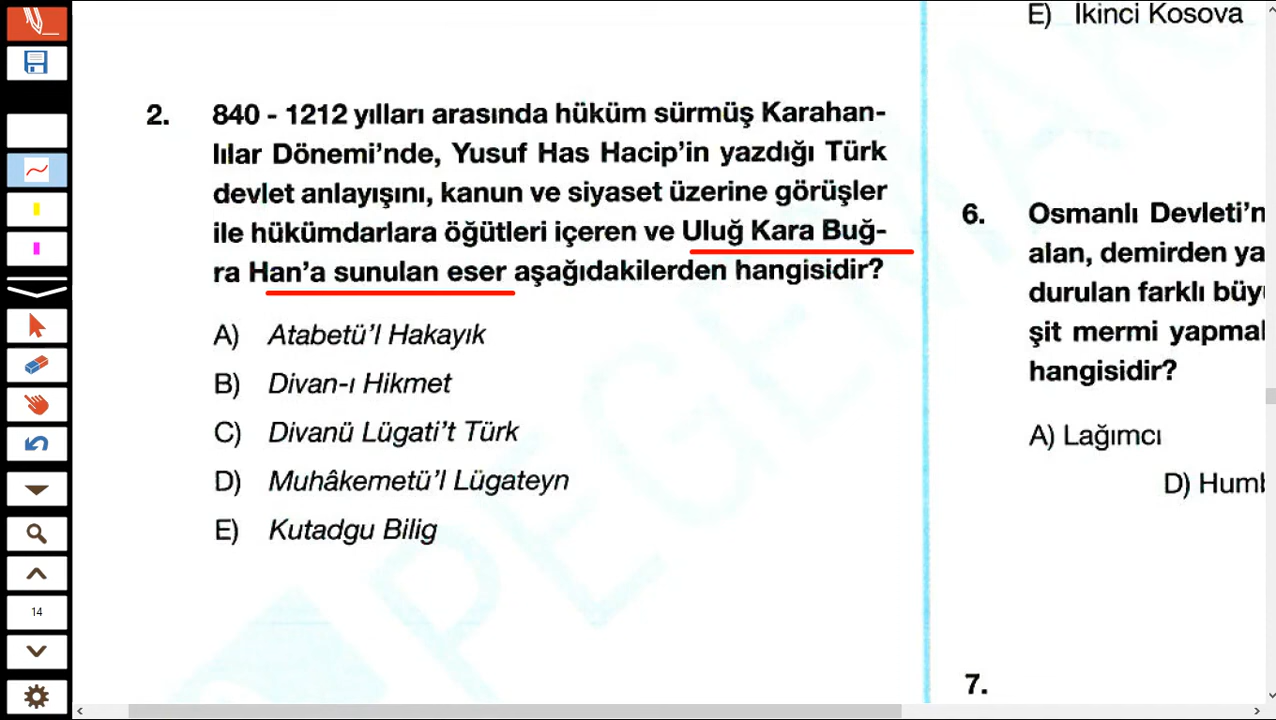 E) Ikinci Kosova
2. 840 - 1212 yılları arasında hüküm sürmüş Karahan-
lılar Dönemi'nde, Yusuf Has Hacip'in yazdığı Türk
devlet anlayışını, kanun ve siyaset üzerine görüşler
ile hükümdarlara öğütleri içeren ve Uluğ Kara Buğ-
ra Han'a sunulan eser aşağıdakilerden hangisidir?
A) Atabetü'l Hakayık
B) Divan-ı Hikmet
C) Divanü Lügati't Türk
D) Muhâkemetü'l Lügateyn
E) Kutadgu Bilig
6. Osmanlı Devleti'n
alan, demirden ya
durulan farklı büy
şit mermi yapmal
hangisidir?
A) Lağımcı
D) Humb
7.
14
PEGEM